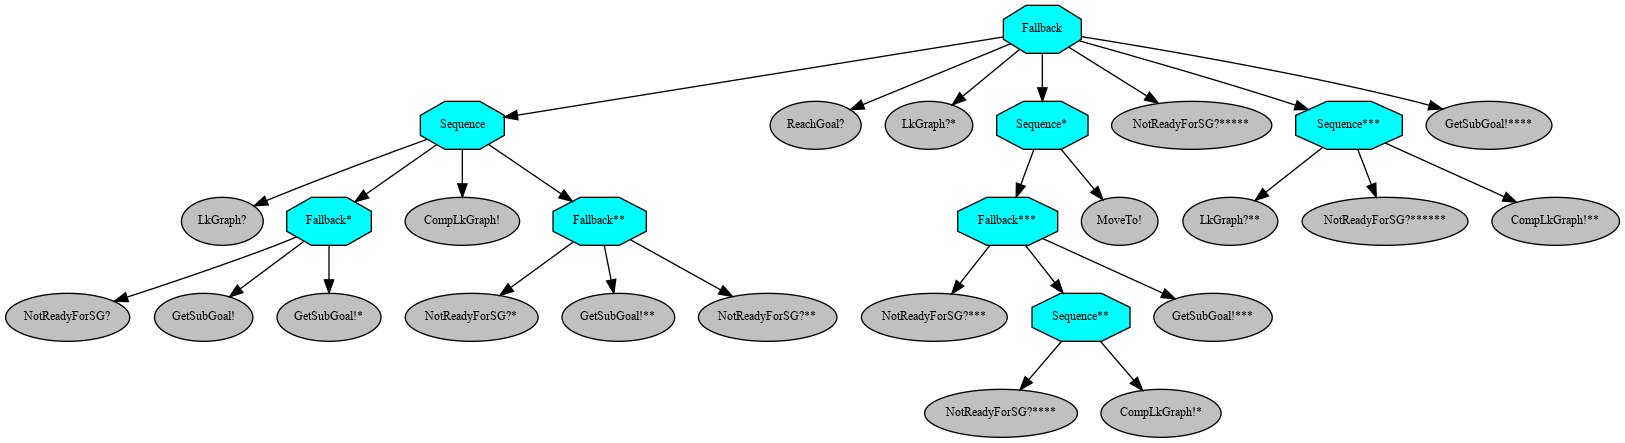 Fallback
Sequence
ReachGoal?
LkGraph?*
Sequence*
NotReadyForSG?*****
Sequence***
GetSubGoal!****
LkGraph?
Fallback*
CompLkGraph!
Fallback**
Fallback***
MoveTo!
LkGraph?**
NotReadyForSG?******
CompLkGraph!**
NotReadyForSG?
GetSubGoal!
GetSubGoal!*
NotReadyForSG?*
GetSubGoal!**
NotReadyForSG?**
NotReadyForSG?***
Sequence**
GetSubGoal!***
NotReadyForSG?****
CompLkGraph!*